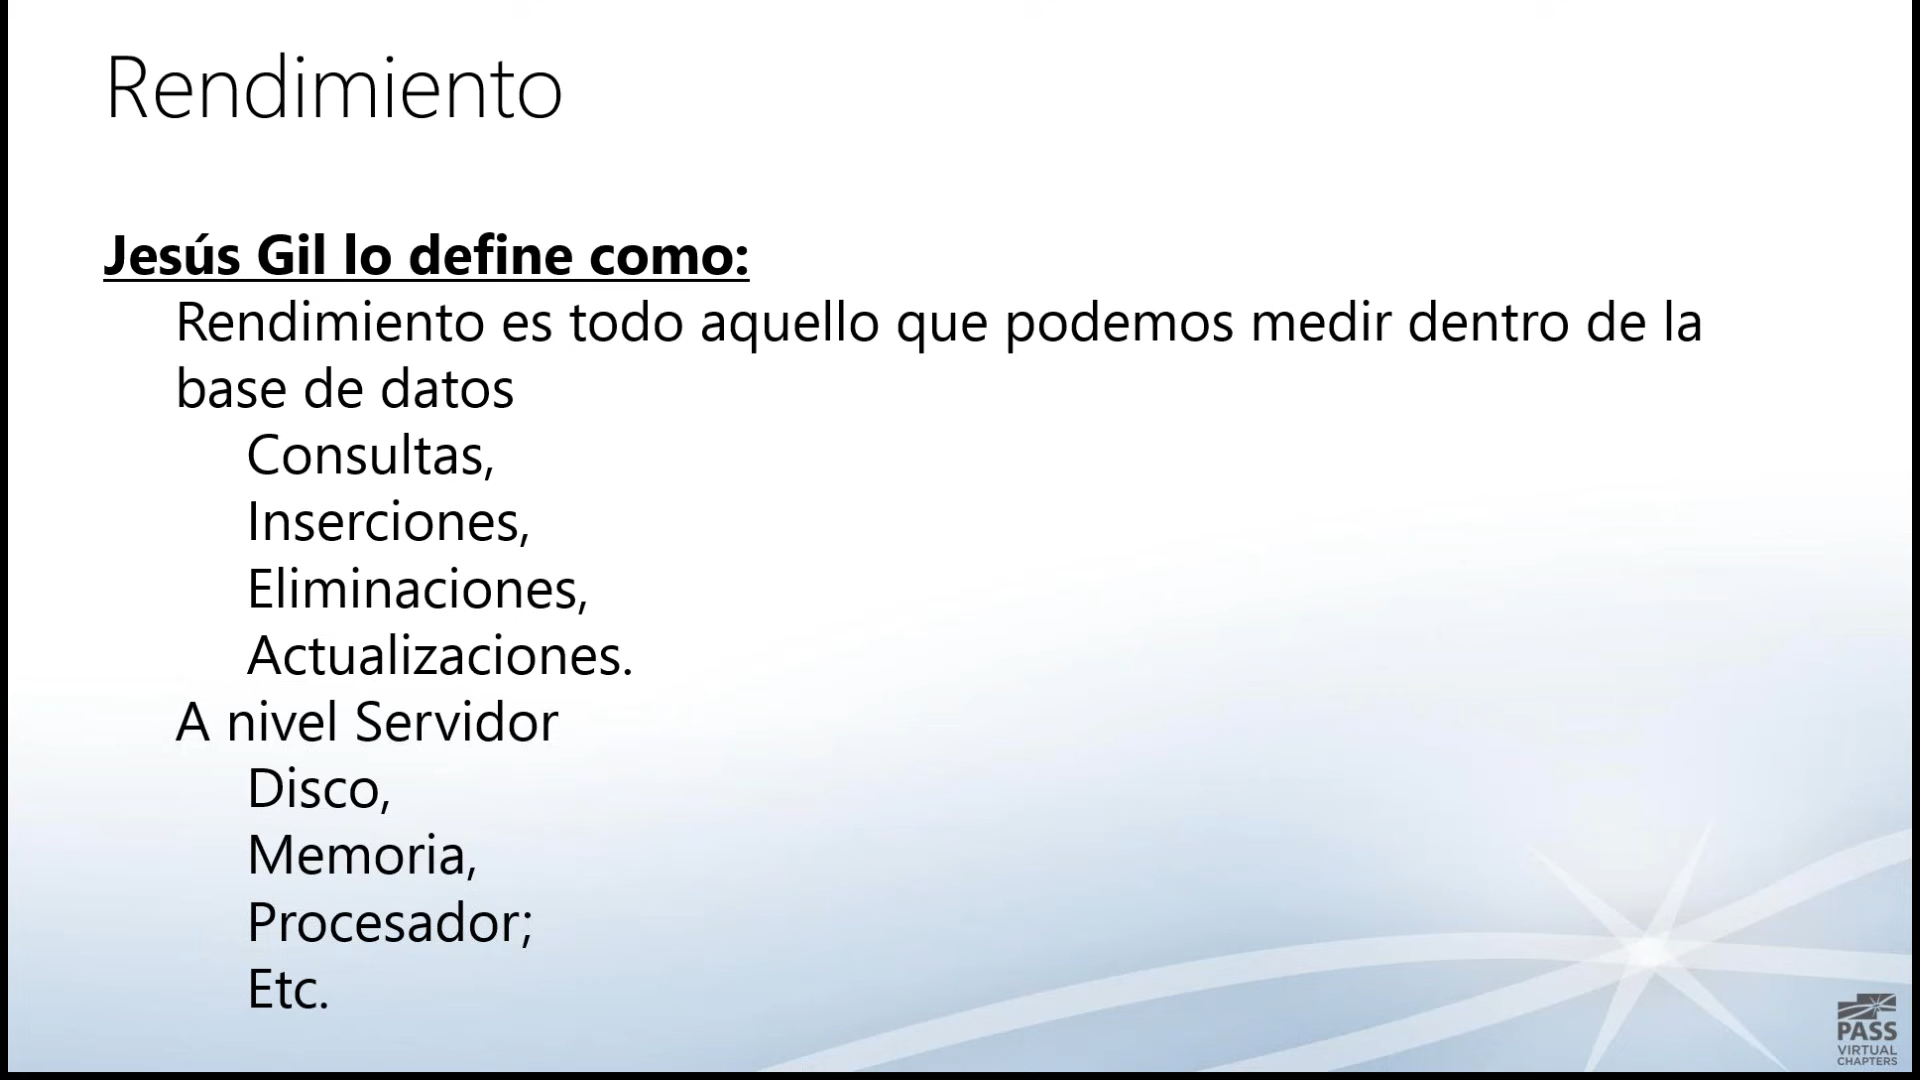 Rendimiento
Jesús Gil lo define como:
Rendimiento es todo aquello que podemos medir dentro de la
base de datos
Consultas,
Inserciones,
Eliminaciones,
Actualizaciones.
A nivel Servidor
Disco,
Memoria,
Procesador;
Etc.
PASS
VIRTUAL
CHAPTERS